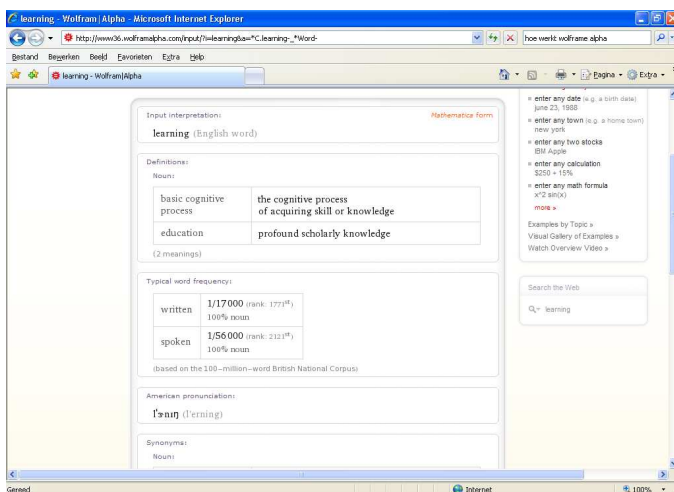 learning - Wolfram|Alpha - Microsoft Internet Explorer
http://www36.wolframalpha.com/input/?i=learning&a=*C.learning-_*Word-
hoe werkt wolframe alpha
Bestand Bewerken Beeld Favorieten Extra Help
learning - Wolfram|Alpha
Pagina Extra
Input interpretation:
Mathematica form
learning (English word)
Definitions:
Noun:
basic cognitive process
the cognitive process
of acquiring skill or knowledge
education
profound scholarly knowledge
(2 meanings)
Typical word frequency:
written
1/17000 (rank: 1771st)
100% noun
spoken
1/56000 (rank: 2121st)
100% noun
(based on the 100-million-word British National Corpus)
American pronunciation:
l'ɝnɪŋ (l'erning)
Synonyms:
Noun:
enter any date (e.g. a birth date)
june 23, 1988
enter any town (e.g. a home town)
new york
enter any two stocks
IBM Apple
enter any calculation
$250 + 15%
enter any math formula
x^2 sin(x)
more »
Examples by Topic »
Visual Gallery of Examples »
Watch Overview Video »
Search the Web
learning
Gereed
Internet
100%